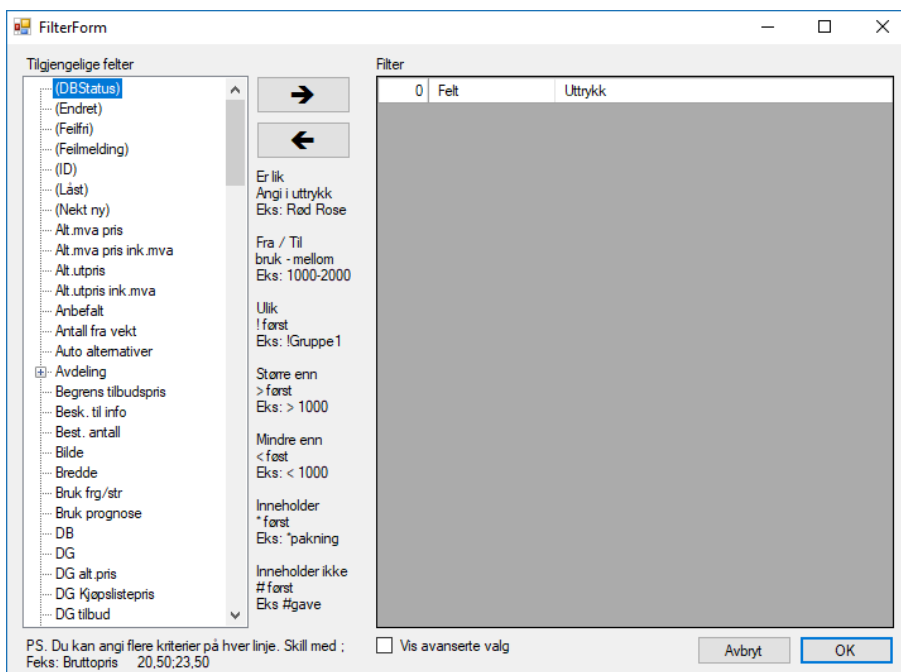 FilterForm
Tilgjengelige felter
(DBStatus)
(Endret)
(Feilfri)
(Feilmelding)
(ID)
(Låst)
(Nekt ny)
Alt.mva pris
Alt.mva pris ink.mva
Alt.utpris
Alt.utpris ink.mva
Anbefalt
Antall fra vekt
Auto alternativer
Avdeling
Begrens tilbudspris
Besk. til info
Best. antall
Bilde
Bredde
Bruk frg/str
Bruk prognose
DB
DG
DG alt.pris
DG Kjøpslistepris
DG tilbud
Er lik
Angi i uttrykk
Eks: Rød Rose
Fra / Til
bruk - mellom
Eks: 1000-2000
Ulik
! først
Eks: !Gruppe1
Større enn
> først
Eks: > 1000
Mindre enn
< føst
Eks: < 1000
Inneholder
* først
Eks: *pakning
Inneholder ikke
# først
Eks #gave
Filter
0 Felt Uttrykk
PS. Du kan angi flere kriterier på hver linje. Skill med ;
Feks: Bruttopris 20,50;23,50
Vis avanserte valg
Avbryt
OK